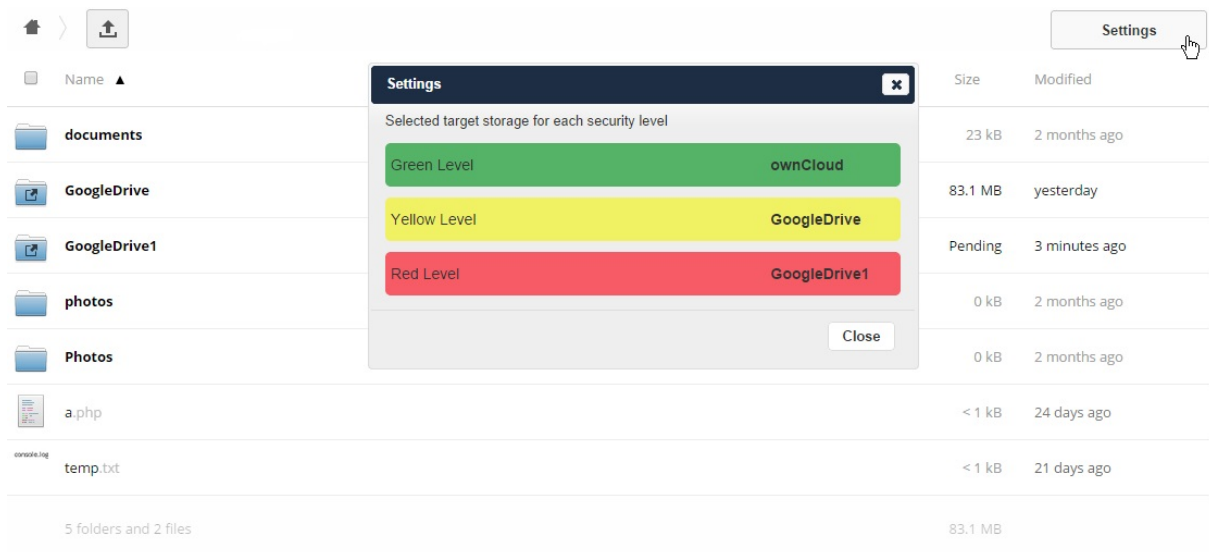 Settings
Name ▲ Size Modified
Settings
Selected target storage for each security level
Green Level ownCloud
Yellow Level GoogleDrive
Red Level GoogleDrive1
Close
documents 23 kB 2 months ago
GoogleDrive 83.1 MB yesterday
GoogleDrive1 Pending 3 minutes ago
photos 0 kB 2 months ago
Photos 0 kB 2 months ago
a.php < 1 kB 24 days ago
console.log
temp.txt < 1 kB 21 days ago
5 folders and 2 files 83.1 MB